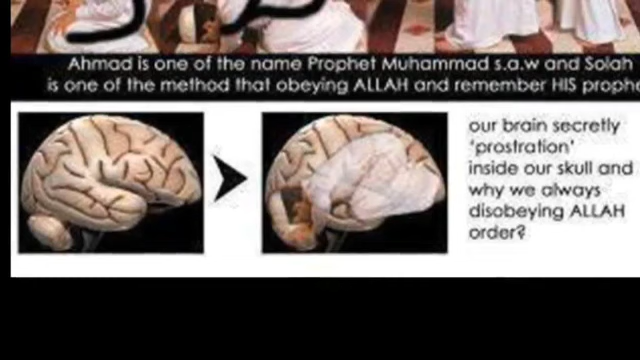 Ahmad is one of the name Prophet Muhammad s.a.w and Solah
is one of the method that obeying ALLAH and remember HIS
our brain secretly
'prostration'
inside our skull and
why we always
disobeying ALLAH
order?